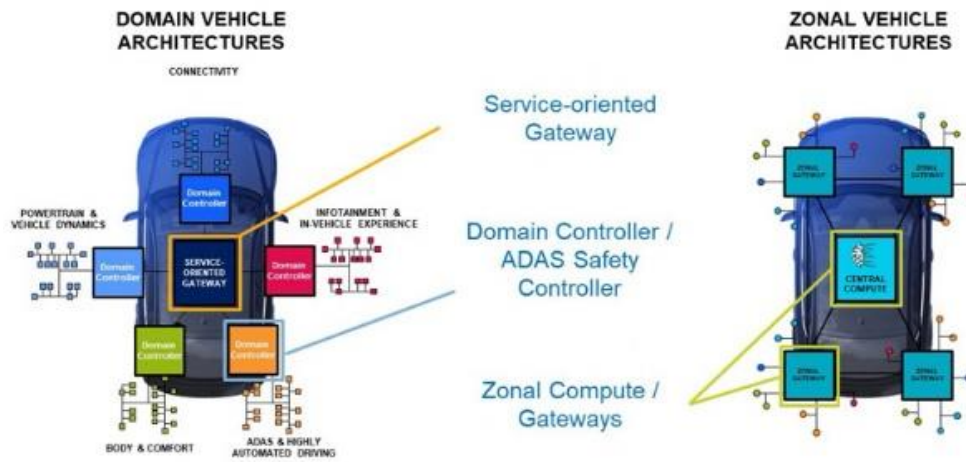 DOMAIN VEHICLE
ARCHITECTURES
CONNECTIVITY
Domain
Controller
POWERTRAIN &
VEHICLE DYNAMICS
Domain
Controller
SERVICE-
ORIENTED
GATEWAY
INFOTAINMENT &
IN-VEHICLE EXPERIENCE
Domain
Controller
Domain
Controller
Domain
Controller
BODY & COMFORT
ADAS & HIGHLY
AUTOMATED DRIVING
Service-oriented
Gateway
Domain Controller /
ADAS Safety
Controller
Zonal Compute /
Gateways
ZONAL VEHICLE
ARCHITECTURES
ZONAL
GATEWAY
ZONAL
GATEWAY
CENTRAL
COMPUTE
ZONAL
GATEWAY
ZONAL
GATEWAY